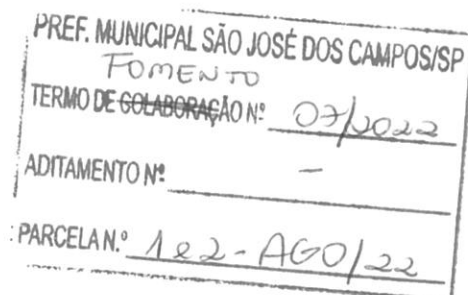 PREF. MUNICIPAL SÃO JOSÉ DOS CAMPOS/SP
FOMENTO
TERMO DE COLABORAÇÃO Nº 07/2022
ADITAMENTO Nº -
: PARCELA N.º 1 e 2 - AGO/22